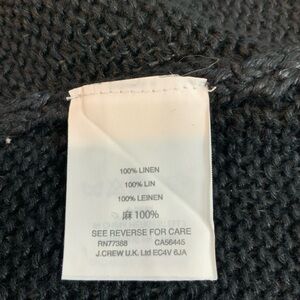 100% LINEN
100% LIN
100% LEINEN
麻 100%
SEE REVERSE FOR CARE
RN77388 CA56445
J.CREW U.K. Ltd EC4V 6JA